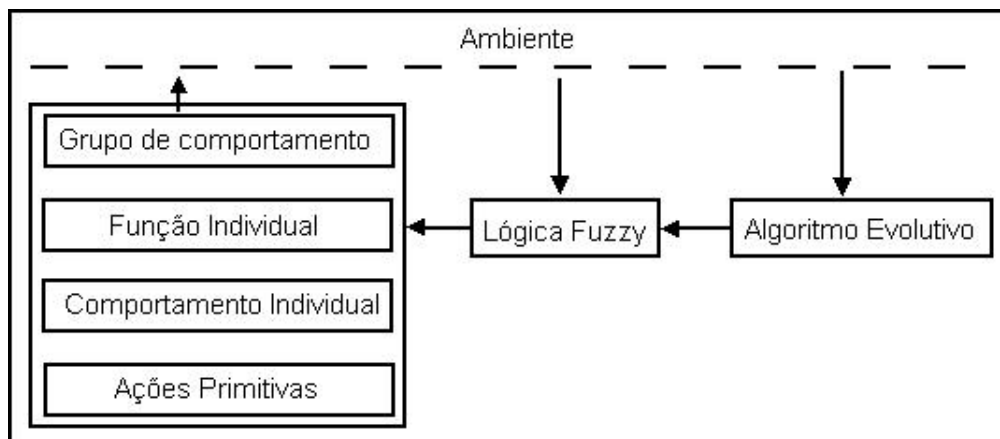 Ambiente
Grupo de comportamento
Função Individual
Lógica Fuzzy
Algoritmo Evolutivo
Comportamento Individual
Ações Primitivas